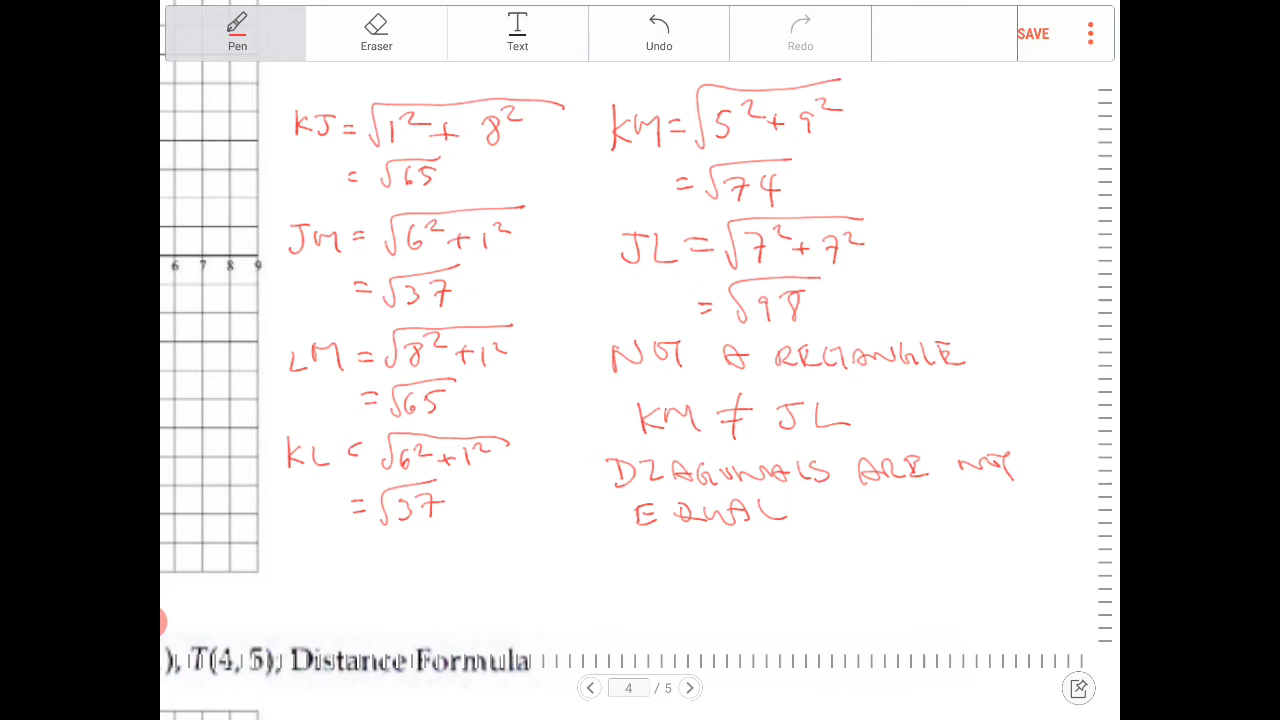 Pen
Eraser
Text
Undo
Redo
SAVE
KJ = √1² + 8²
= √65
JM = √6² + 1²
= √37
LM = √8² + 1²
= √65
KL = √6² + 1²
= √37
KM = √5² + 9²
= √74
JL = √7² + 7²
= √98
NOT A RECTANGLE
KM ≠ JL
DIAGONALS ARE NOT
EQUAL
6 7 8 9
), T(4, 5); Distance Formula
4 / 5